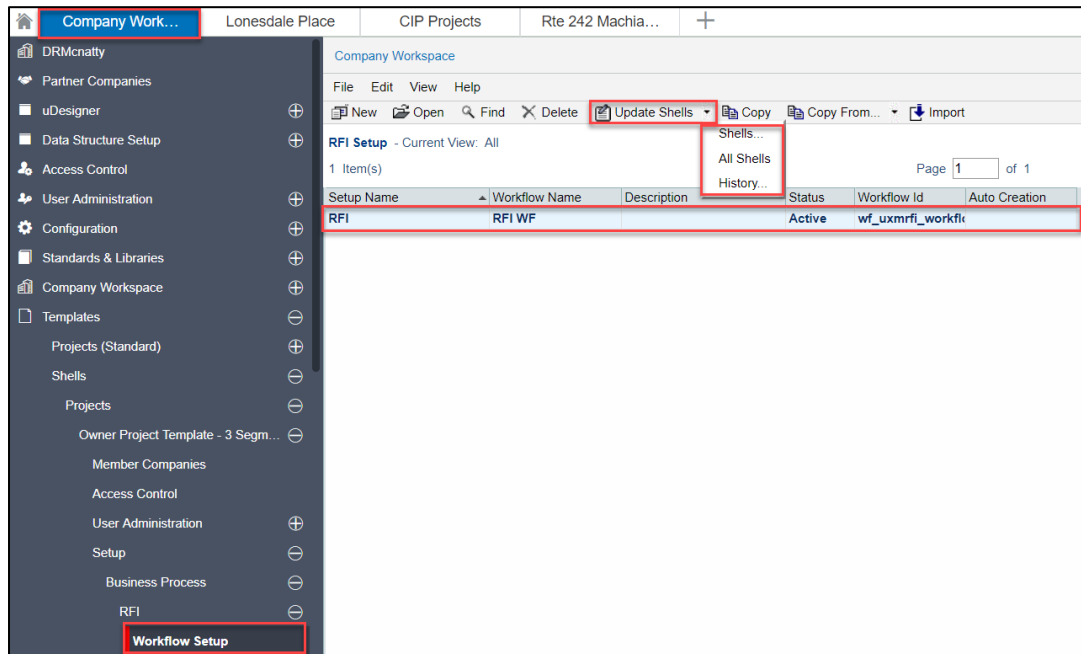 Company Work... Lonesdale Place CIP Projects Rte 242 Machia...
DRMcnatty
Partner Companies
uDesigner
Data Structure Setup
Access Control
User Administration
Configuration
Standards & Libraries
Company Workspace
Templates
Projects (Standard)
Shells
Projects
Owner Project Template - 3 Segm...
Member Companies
Access Control
User Administration
Setup
Business Process
RFI
Workflow Setup
Company Workspace
File Edit View Help
New Open Find Delete Update Shells Copy Copy From... Import
Shells...
All Shells
History...
RFI Setup - Current View: All
1 Item(s) Page 1 of 1
Setup Name Workflow Name Description Status Workflow Id Auto Creation
RFI RFI WF Active wf_uxmrfi_workflo